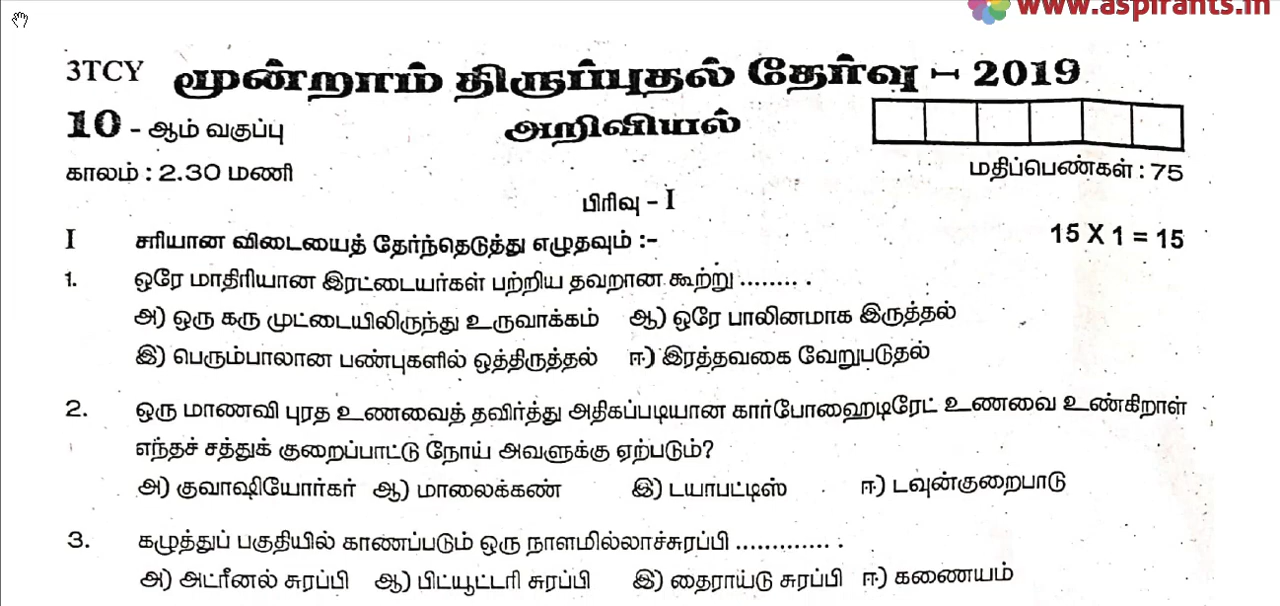 www.aspirants.in
3TCY மூன்றாம் திருப்புதல் தேர்வு – 2019
10 - ஆம் வகுப்பு அறிவியல்
காலம் : 2.30 மணி மதிப்பெண்கள் : 75
பிரிவு – I
I சரியான விடையைத் தேர்ந்தெடுத்து எழுதவும் :- 15 X 1 = 15
1. ஒரே மாதிரியான இரட்டையர்கள் பற்றிய தவறான கூற்று ........ .
அ) ஒரு கரு முட்டையிலிருந்து உருவாக்கம் ஆ) ஒரே பாலினமாக இருத்தல்
இ) பெரும்பாலான பண்புகளில் ஒத்திருத்தல் ஈ) இரத்தவகை வேறுபடுதல்
2. ஒரு மாணவி புரத உணவைத் தவிர்த்து அதிகப்படியான கார்போஹைடிரேட் உணவை உண்கிறாள்
எந்தச் சத்துக் குறைப்பாட்டு நோய் அவளுக்கு ஏற்படும்?
அ) குவாஷியோர்கர் ஆ) மாலைக்கண் இ) டயாபட்டிஸ் ஈ) டவுன்குறைபாடு
3. கழுத்துப் பகுதியில் காணப்படும் ஒரு நாளமில்லாச்சுரப்பி ............. .
அ) அட்ரீனல் சுரப்பி ஆ) பிட்யூட்டரி சுரப்பி இ) தைராய்டு சுரப்பி ஈ) கணையம்